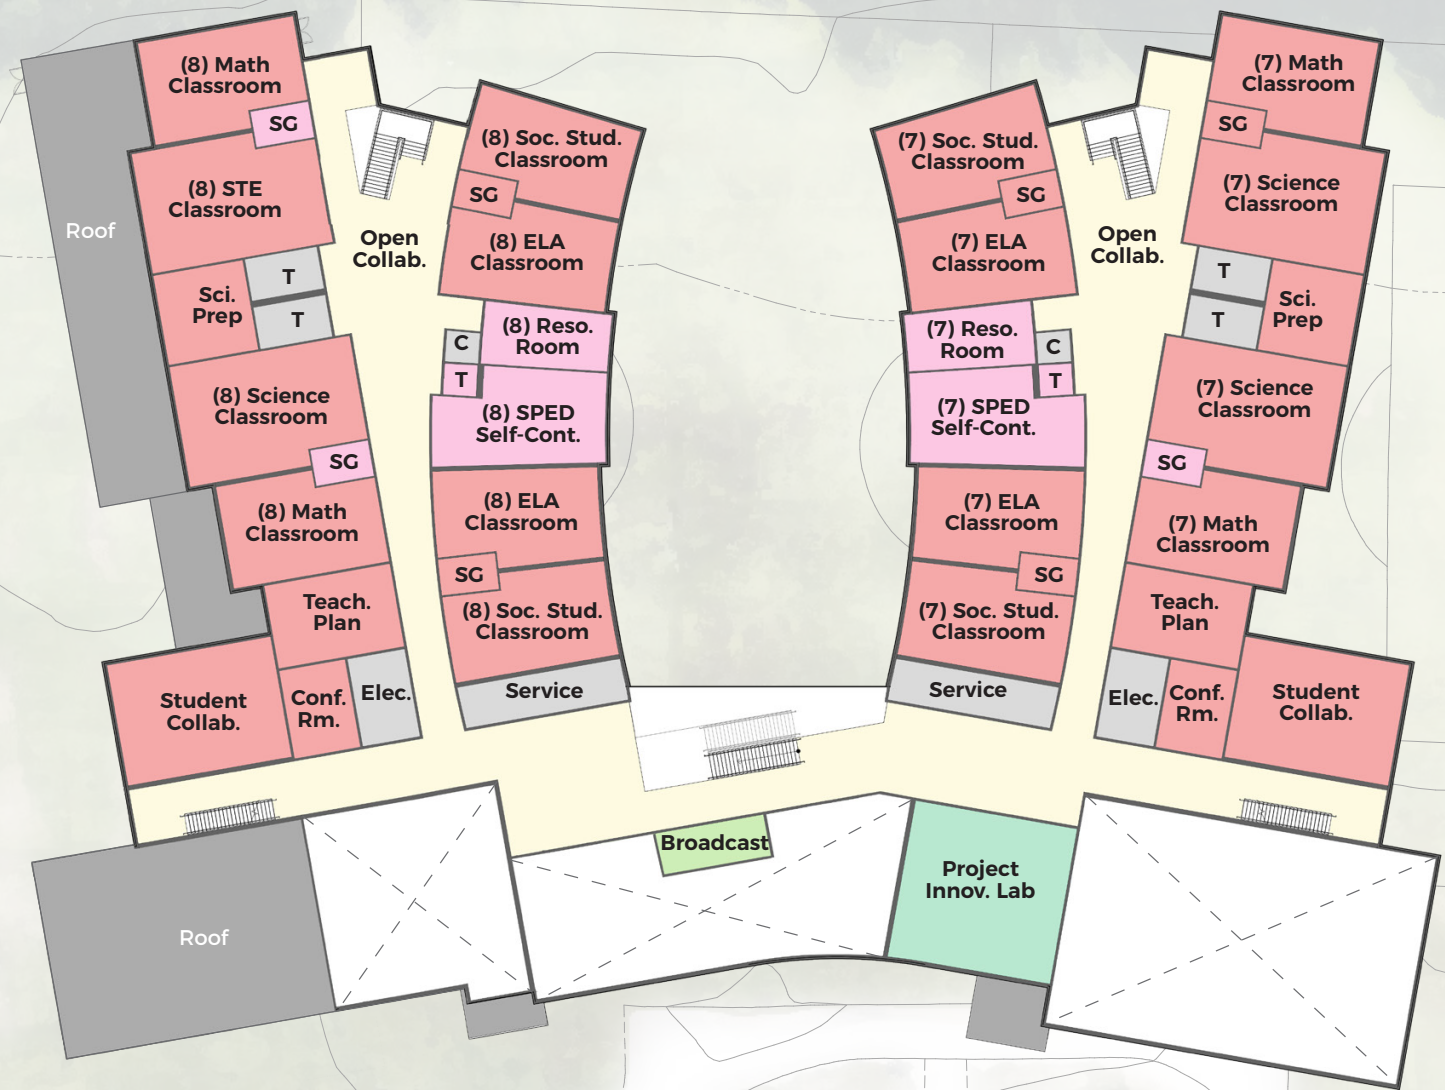 (8) Math
Classroom
SG
(8) STE
Classroom
Roof
T
T
Sci.
Prep
(8) Science
Classroom
SG
(8) Math
Classroom
Teach.
Plan
Student
Collab.
Conf.
Rm.
Elec.
Open
Collab.
(8) Soc. Stud.
Classroom
SG
(8) ELA
Classroom
(8) Reso.
Room
C
T
(8) SPED
Self-Cont.
(8) ELA
Classroom
SG
(8) Soc. Stud.
Classroom
Service
(7) Soc. Stud.
Classroom
SG
(7) ELA
Classroom
(7) Reso.
Room
C
T
(7) SPED
Self-Cont.
(7) ELA
Classroom
SG
(7) Soc. Stud.
Classroom
Service
Open
Collab.
(7) Math
Classroom
SG
(7) Science
Classroom
T
T
Sci.
Prep
(7) Science
Classroom
SG
(7) Math
Classroom
Teach.
Plan
Elec.
Conf.
Rm.
Student
Collab.
Broadcast
Project
Innov. Lab
Roof